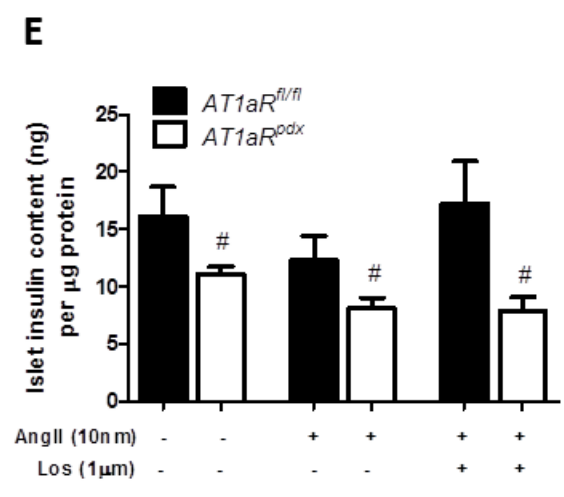 E
AT1aR^fl/fl
AT1aR^pdx
Islet insulin content (ng)
per µg protein
25
20
15
10
5
0
#
#
#
AngII (10nm) - - + + + +
Los (1µm) - - - - + +